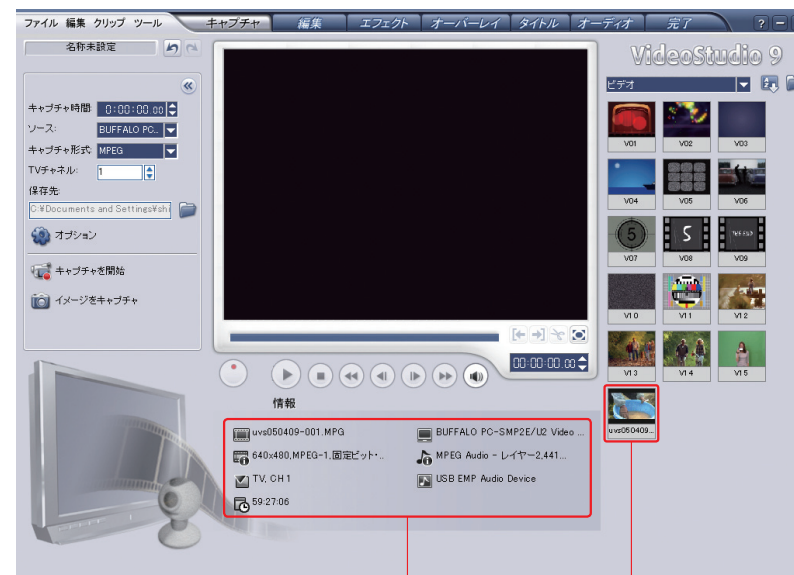 ファイル 編集 クリップ ツール
キャプチャ 編集 エフェクト オーバーレイ タイトル オーディオ 完了
? –
名称未設定
VideoStudio 9
キャプチャ時間: 0:00:00.00
ソース: BUFFALO PC..
キャプチャ形式: MPEG
TVチャネル: 1
保存先:
C:¥Documents and Settings¥shi
オプション
キャプチャを開始
イメージをキャプチャ
ビデオ
V01 V02 V03
V04 V05 V06
5 S THE END
V07 V08 V09
V10 V11 V12
V13 V14 V15
uvs050409...
00:00:00.00
情報
uvs050409-001.MPG
640x480,MPEG-1,固定ビット・..
TV, CH 1
59:27:06
BUFFALO PC-SMP2E/U2 Video ...
MPEG Audio - レイヤー2,441...
USB EMP Audio Device